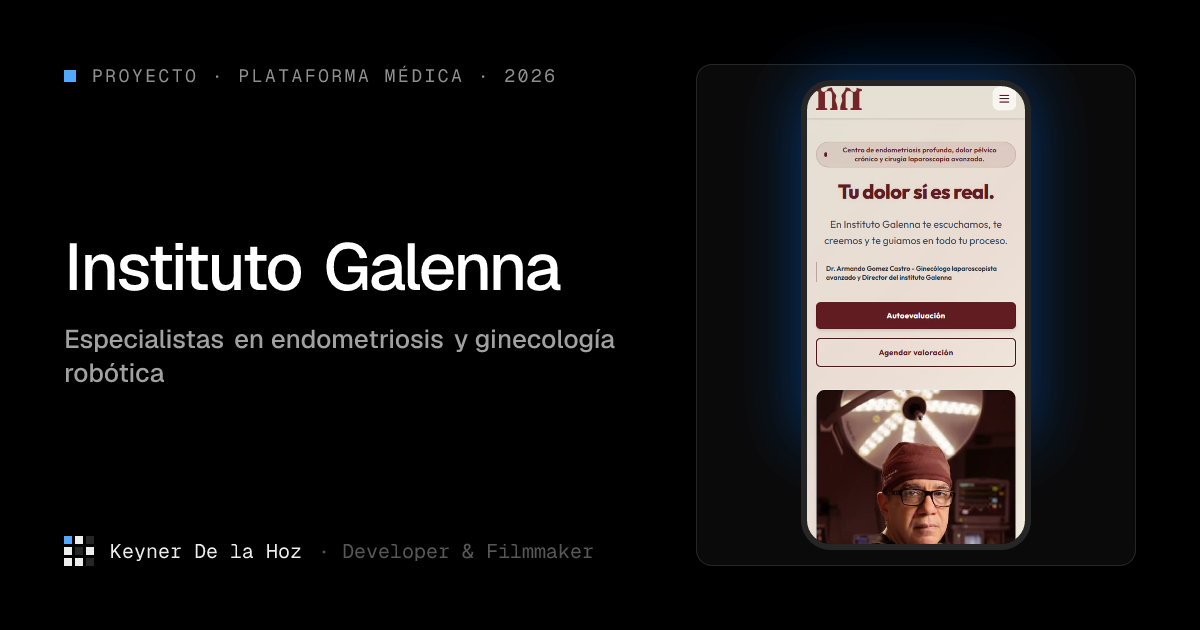 PROYECTO · PLATAFORMA MÉDICA · 2026
Instituto Galenna
Especialistas en endometriosis y ginecología
robótica
Keyner De la Hoz · Developer & Filmmaker
Centro de endometriosis profunda, dolor pélvico
crónico y cirugía laparoscopia avanzada.
Tu dolor sí es real.
En Instituto Galenna te escuchamos, te
creemos y te guiamos en todo tu proceso.
Dr. Armando Gomez Castro - Ginecólogo laparoscopista
avanzado y Director del instituto Galenna
Autoevaluación
Agendar valoración